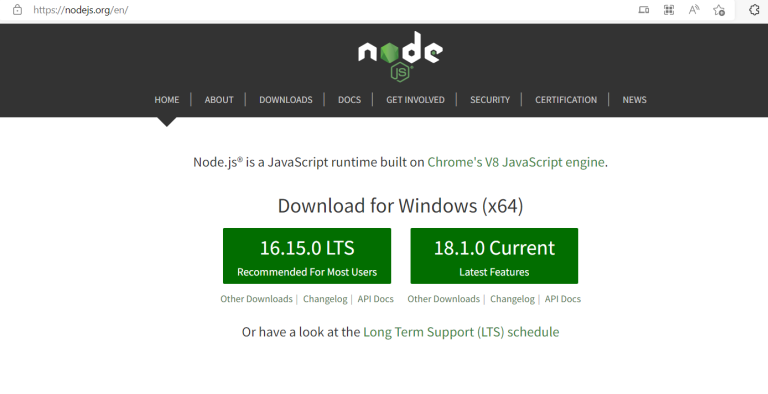 https://nodejs.org/en/
node
JS
HOME | ABOUT | DOWNLOADS | DOCS | GET INVOLVED | SECURITY | CERTIFICATION | NEWS
Node.js® is a JavaScript runtime built on Chrome's V8 JavaScript engine.
Download for Windows (x64)
16.15.0 LTS
Recommended For Most Users
18.1.0 Current
Latest Features
Other Downloads | Changelog | API Docs
Other Downloads | Changelog | API Docs
Or have a look at the Long Term Support (LTS) schedule